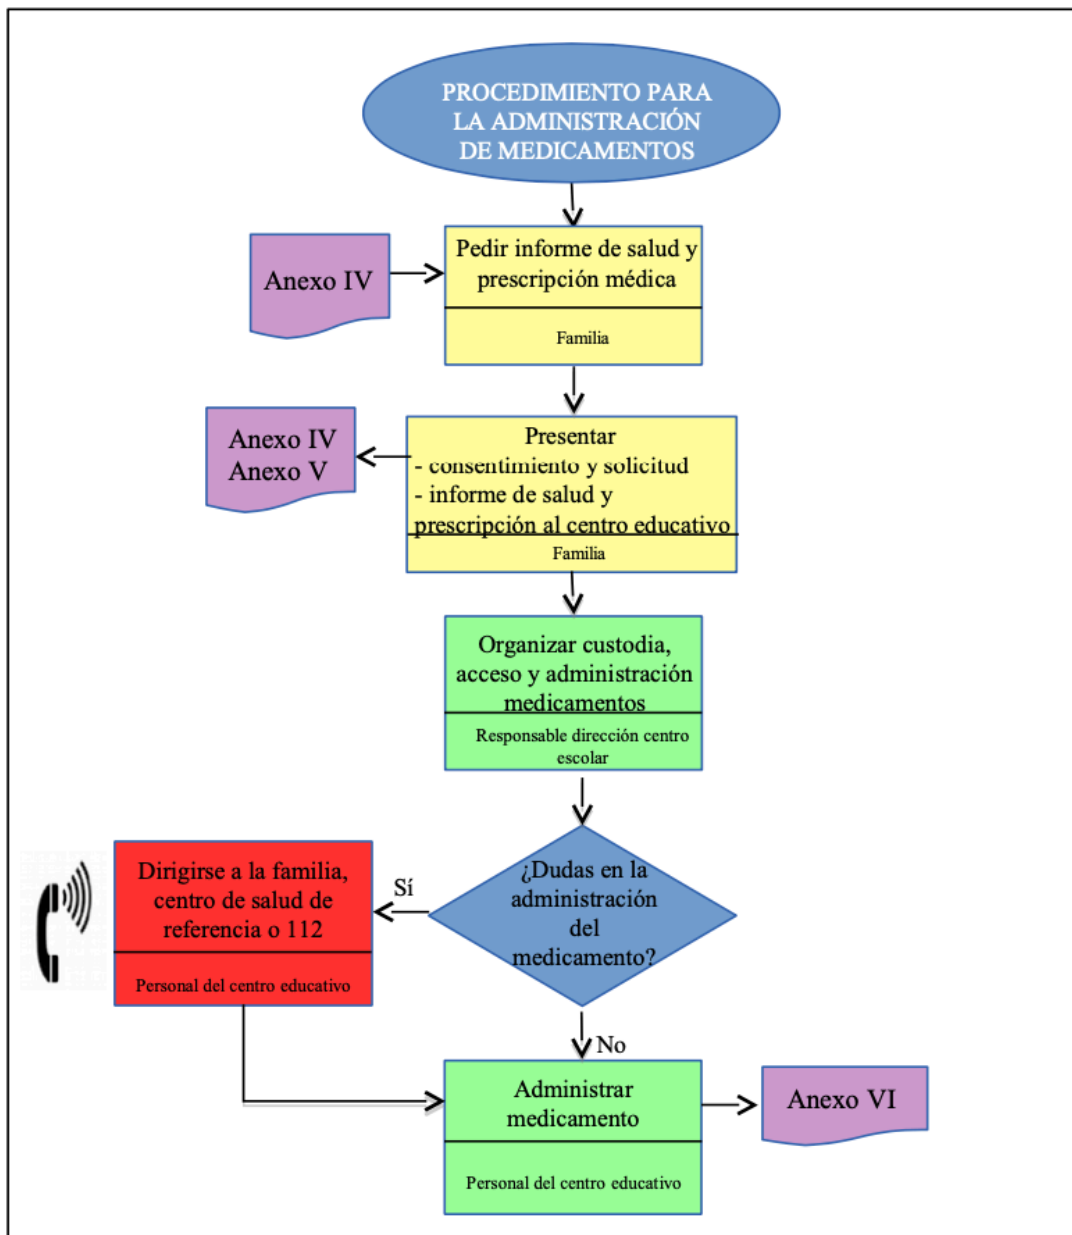 PROCEDIMIENTO PARA
LA ADMINISTRACIÓN
DE MEDICAMENTOS
Anexo IV
Pedir informe de salud y
prescripción médica
Familia
Anexo IV
Anexo V
Presentar
- consentimiento y solicitud
- informe de salud y
prescripción al centro educativo
Familia
Organizar custodia,
acceso y administración
medicamentos
Responsable dirección centro
escolar
¿Dudas en la
administración
del
medicamento?
Sí
Dirigirse a la familia,
centro de salud de
referencia o 112
Personal del centro educativo
No
Administrar
medicamento
Personal del centro educativo
Anexo VI